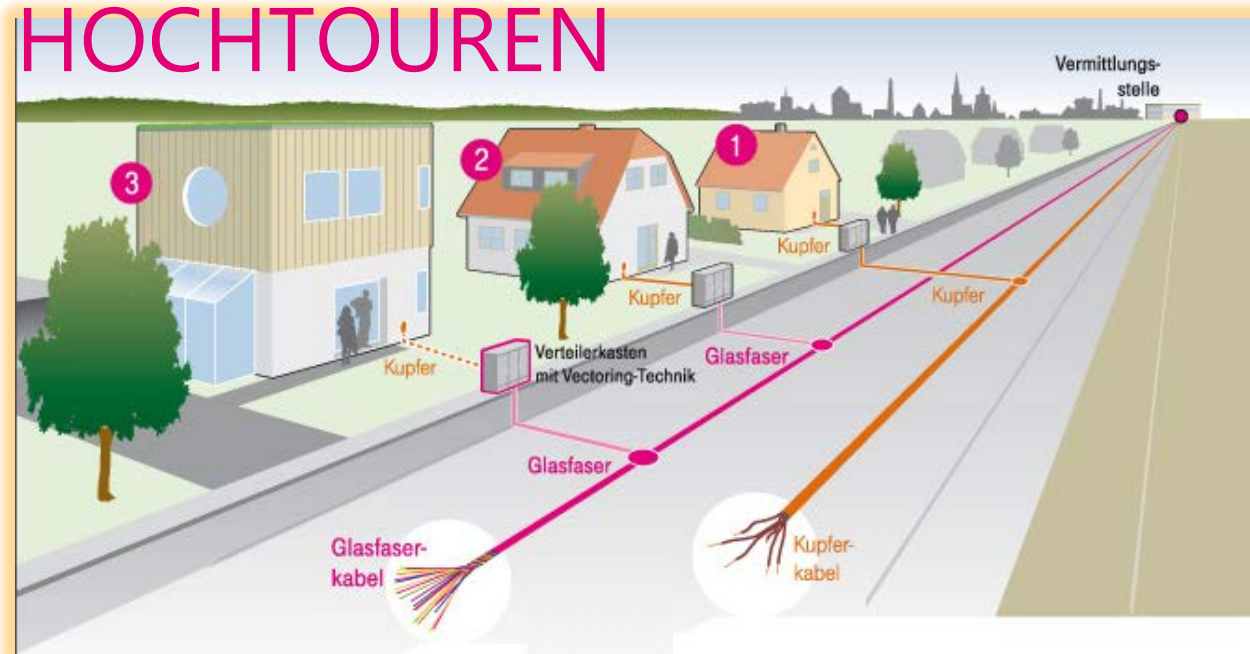 HOCHTOUREN
Vermittlungs-
stelle
1
2
3
Kupfer
Kupfer
Kupfer
Kupfer
Verteilerkasten
mit Vectoring-Technik
Glasfaser
Glasfaser
Glasfaser-
kabel
Kupfer-
kabel